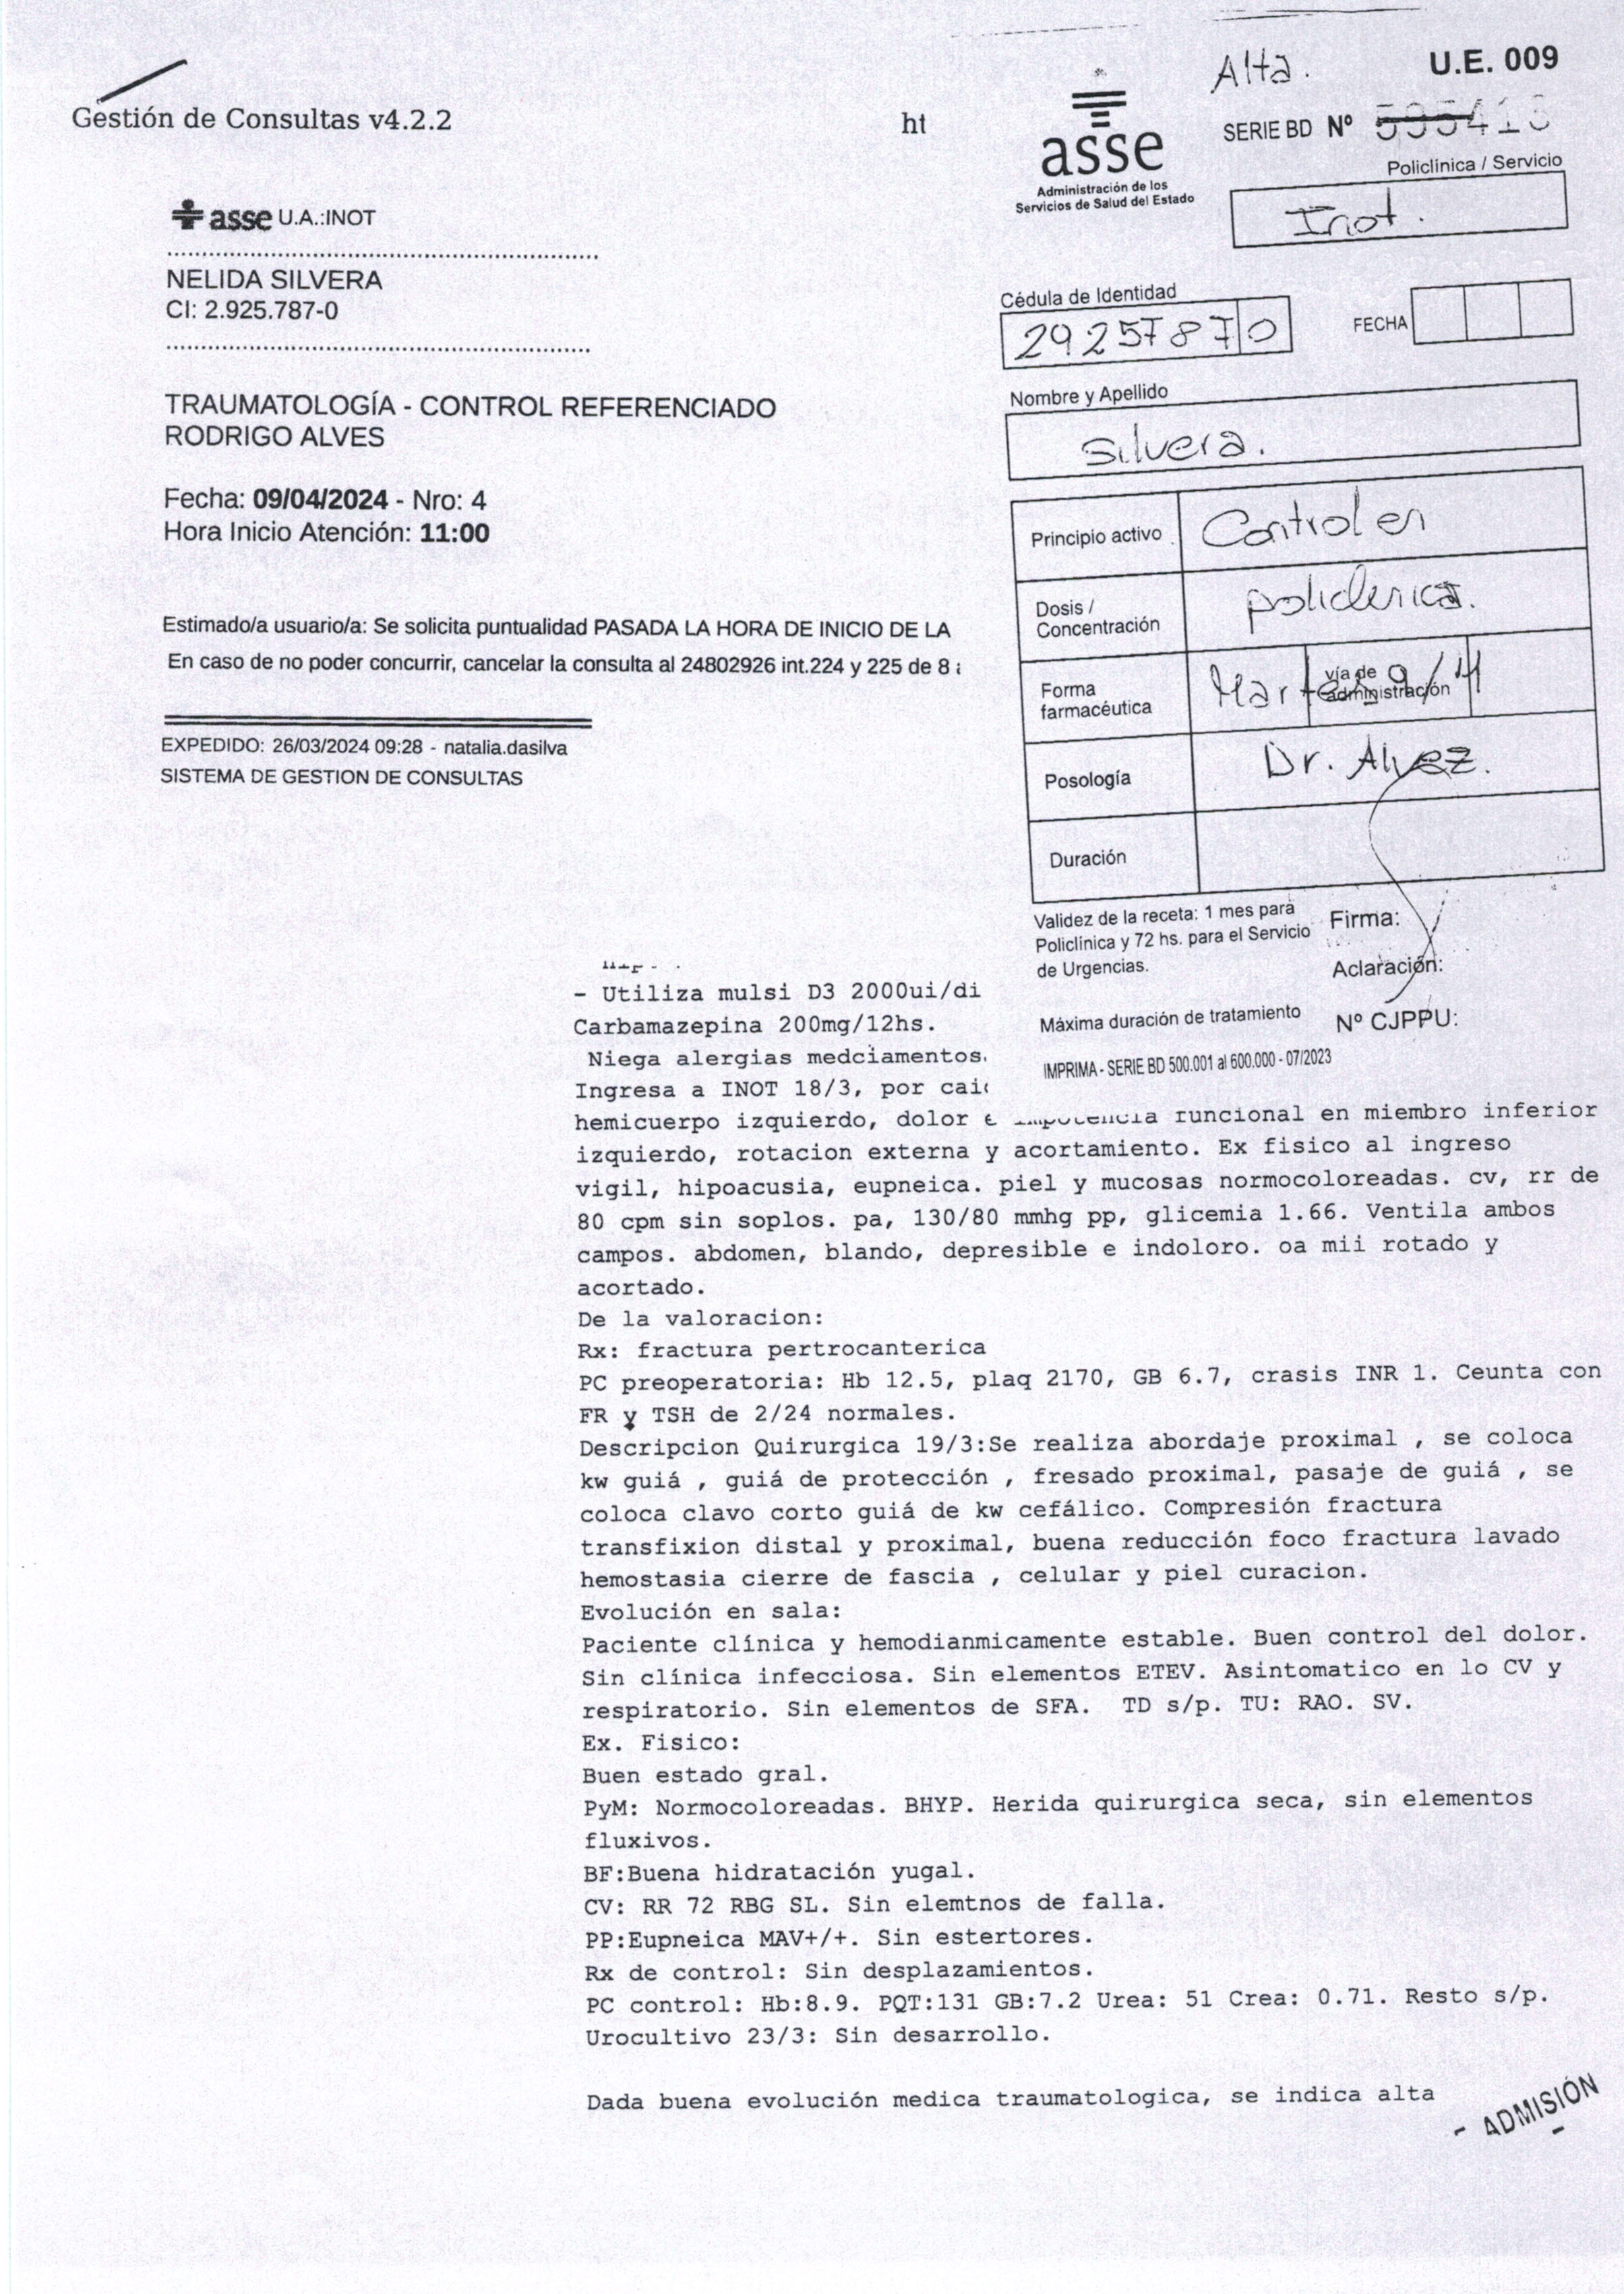 Gestión de Consultas v4.2.2
ht
asse U.A.:INOT
NELIDA SILVERA
CI: 2.925.787-0
TRAUMATOLOGÍA - CONTROL REFERENCIADO
RODRIGO ALVES
Fecha: 09/04/2024 - Nro: 4
Hora Inicio Atención: 11:00
Estimado/a usuario/a: Se solicita puntualidad PASADA LA HORA DE INICIO DE LA
En caso de no poder concurrir, cancelar la consulta al 24802926 int.224 y 225 de 8
EXPEDIDO: 26/03/2024 09:28 - natalia.dasilva
SISTEMA DE GESTION DE CONSULTAS
Alta.
U.E. 009
asse
Administración de los
Servicios de Salud del Estado
SERIE BD Nº
Policlínica / Servicio
Inot.
Cédula de Identidad
2925787 0
FECHA
Nombre y Apellido
Silvera.
Principio activo
Control en
Dosis /
Concentración
policlinica.
Forma
farmacéutica
Martes 9/4
vía de
administración
Posología
Dr. Alvez.
Duración
Validez de la receta: 1 mes para
Policlínica y 72 hs. para el Servicio
de Urgencias.
Firma:
Aclaración:
Máxima duración de tratamiento
Nº CJPPU:
IMPRIMA - SERIE BD 500.001 al 600.000 - 07/2023
- Utiliza mulsi D3 2000ui/di
Carbamazepina 200mg/12hs.
Niega alergias medciamentos.
Ingresa a INOT 18/3, por caid
hemicuerpo izquierdo, dolor e impotencia funcional en miembro inferior
izquierdo, rotacion externa y acortamiento. Ex fisico al ingreso
vigil, hipoacusia, eupneica. piel y mucosas normocoloreadas. cv, rr de
80 cpm sin soplos. pa, 130/80 mmhg pp, glicemia 1.66. Ventila ambos
campos. abdomen, blando, depresible e indoloro. oa mii rotado y
acortado.
De la valoracion:
Rx: fractura pertrocanterica
PC preoperatoria: Hb 12.5, plaq 2170, GB 6.7, crasis INR 1. Ceunta con
FR y TSH de 2/24 normales.
Descripcion Quirurgica 19/3:Se realiza abordaje proximal , se coloca
kw guiá , guiá de protección , fresado proximal, pasaje de guiá , se
coloca clavo corto guiá de kw cefálico. Compresión fractura
transfixion distal y proximal, buena reducción foco fractura lavado
hemostasia cierre de fascia , celular y piel curacion.
Evolución en sala:
Paciente clínica y hemodianmicamente estable. Buen control del dolor.
Sin clínica infecciosa. Sin elementos ETEV. Asintomatico en lo CV y
respiratorio. Sin elementos de SFA. TD s/p. TU: RAO. SV.
Ex. Fisico:
Buen estado gral.
PyM: Normocoloreadas. BHYP. Herida quirurgica seca, sin elementos
fluxivos.
BF:Buena hidratación yugal.
CV: RR 72 RBG SL. Sin elemtnos de falla.
PP:Eupneica MAV+/+. Sin estertores.
Rx de control: Sin desplazamientos.
PC control: Hb:8.9. PQT:131 GB:7.2 Urea: 51 Crea: 0.71. Resto s/p.
Urocultivo 23/3: Sin desarrollo.
Dada buena evolución medica traumatologica, se indica alta
- ADMISIÓN -